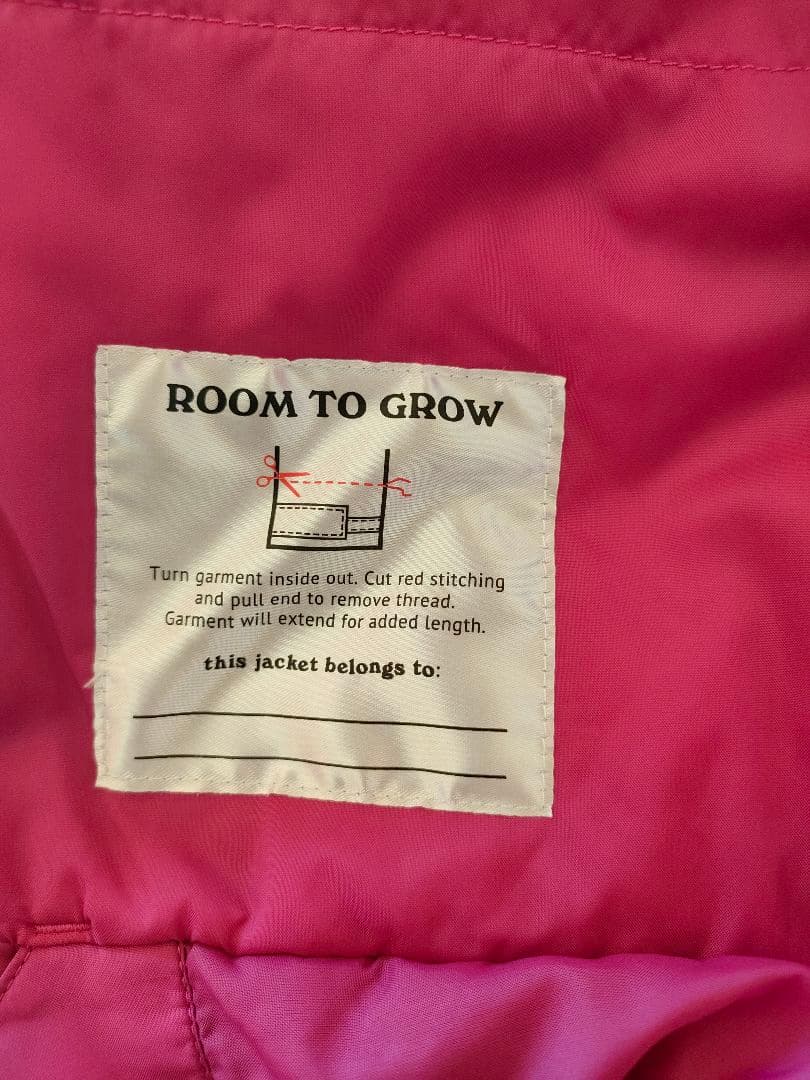 ROOM TO GROW
Turn garment inside out. Cut red stitching
and pull end to remove thread.
Garment will extend for added length.
this jacket belongs to: